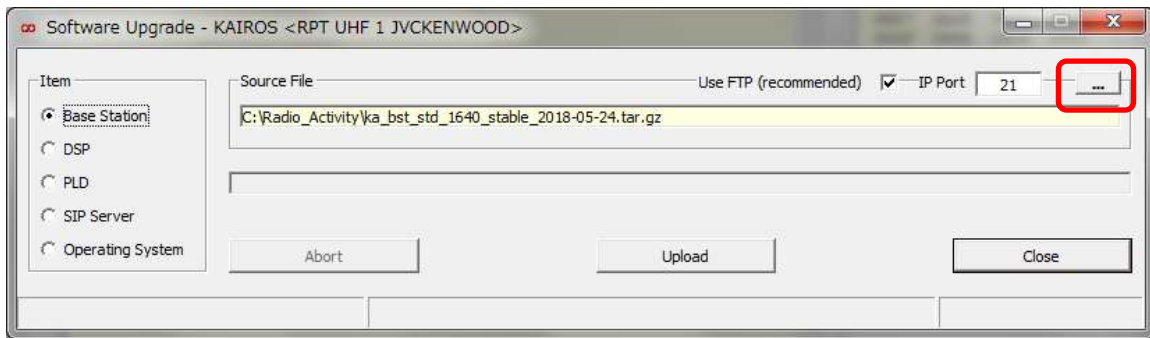 Software Upgrade - KAIROS <RPT UHF 1 JVCKENWOOD>
Item
Base Station
DSP
PLD
SIP Server
Operating System
Source File
Use FTP (recommended)
IP Port
21
...
C:\Radio_Activity\ka_bst_std_1640_stable_2018-05-24.tar.gz
Abort
Upload
Close